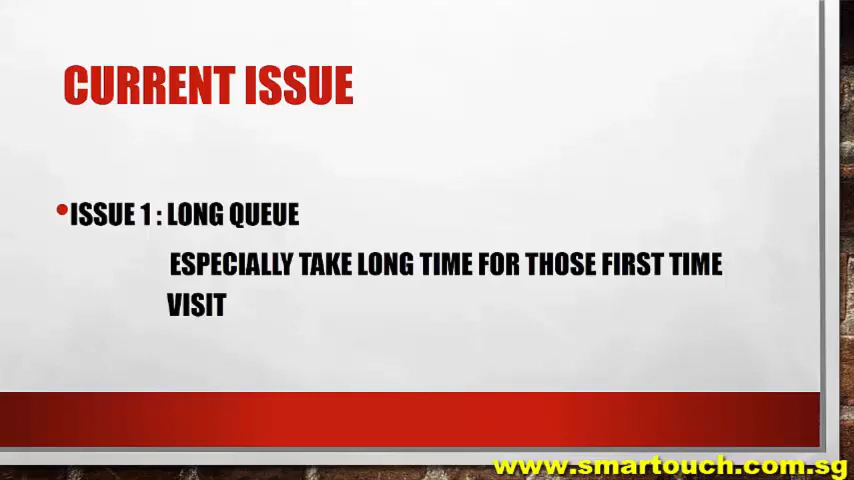 CURRENT ISSUE
•ISSUE 1 : LONG QUEUE
ESPECIALLY TAKE LONG TIME FOR THOSE FIRST TIME
VISIT
www.smartouch.com.sg